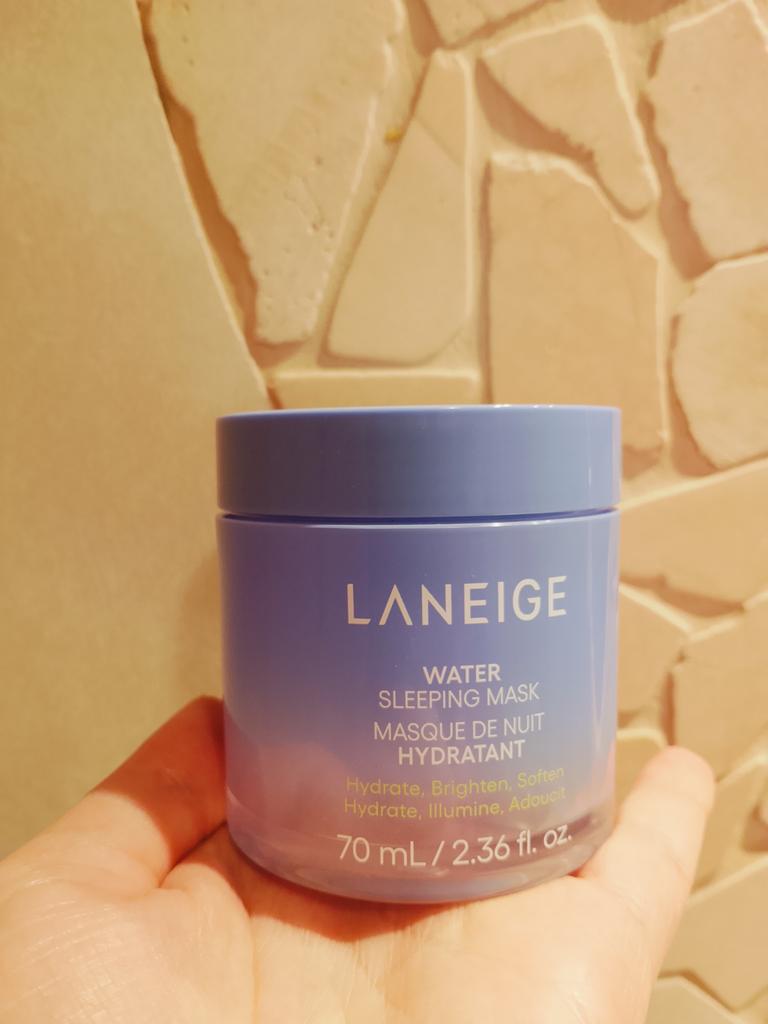 LANEIGE
WATER
SLEEPING MASK
MASQUE DE NUIT
HYDRATANT
Hydrate, Brighten, Soften
Hydrate, Illumine, Adoucit
70 mL / 2.36 fl. oz.